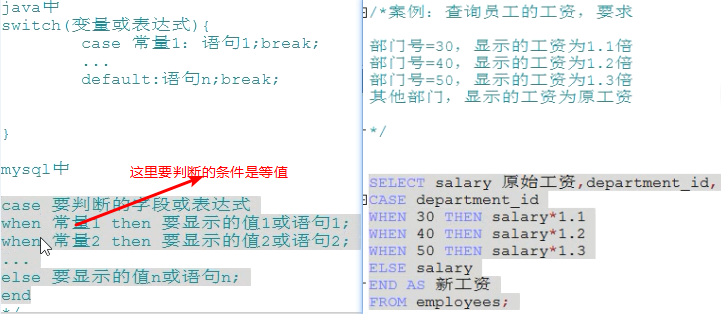 java中
switch(变量或表达式){
case 常量1: 语句1;break;
...
default:语句n;break;
}
mysql中
这里要判断的条件是等值
case 要判断的字段或表达式
when 常量1 then 要显示的值1或语句1;
when 常量2 then 要显示的值2或语句2;
...
else 要显示的值n或语句n;
end
*/
/*案例: 查询员工的工资, 要求
部门号=30, 显示的工资为1.1倍
部门号=40, 显示的工资为1.2倍
部门号=50, 显示的工资为1.3倍
其他部门, 显示的工资为原工资
*/
SELECT salary 原始工资,department_id,
CASE department_id
WHEN 30 THEN salary*1.1
WHEN 40 THEN salary*1.2
WHEN 50 THEN salary*1.3
ELSE salary
END AS 新工资
FROM employees;